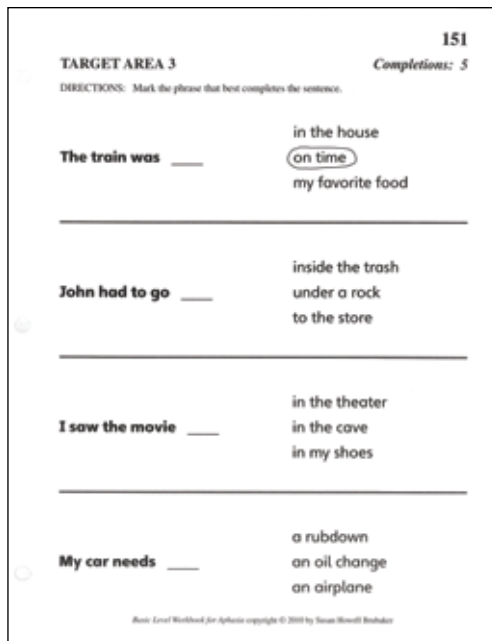 151
TARGET AREA 3 Completions: 5
DIRECTIONS: Mark the phrase that best completes the sentence.
in the house
The train was ____ on time
my favorite food
inside the trash
John had to go ____ under a rock
to the store
in the theater
I saw the movie ____ in the cave
in my shoes
a rubdown
My car needs ____ an oil change
an airplane
Basic Level Workbook for Aphasia copyright © 2010 by Susan Howell Brubaker